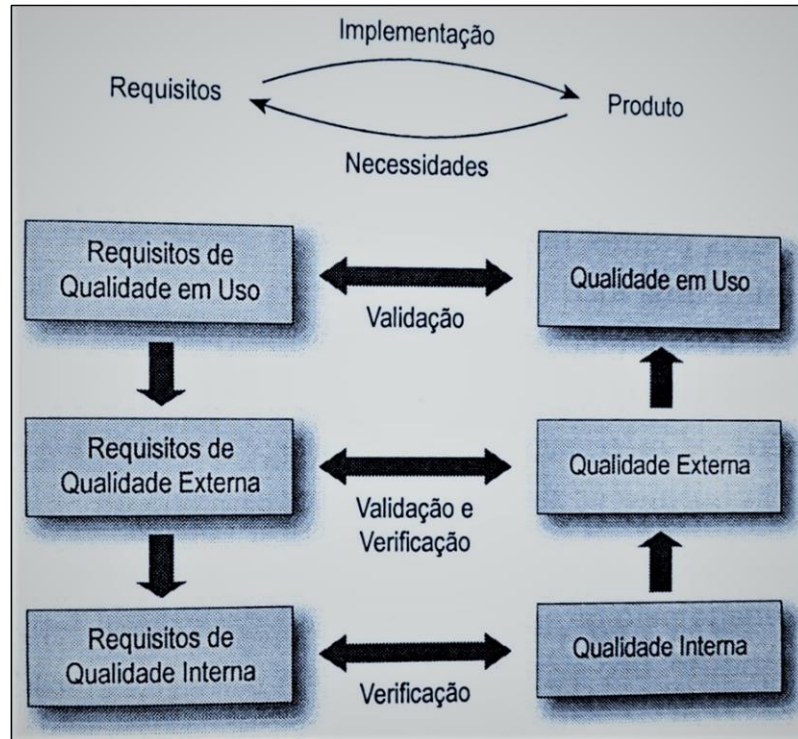 Implementação
Requisitos
Produto
Necessidades
Requisitos de
Qualidade em Uso
Validação
Qualidade em Uso
Requisitos de
Qualidade Externa
Validação e
Verificação
Qualidade Externa
Requisitos de
Qualidade Interna
Verificação
Qualidade Interna